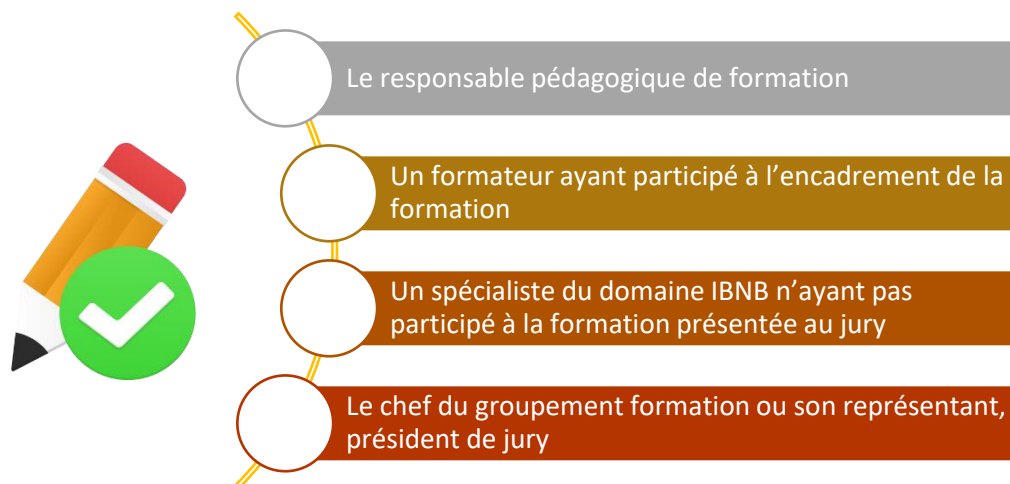 Le responsable pédagogique de formation
Un formateur ayant participé à l’encadrement de la
formation
Un spécialiste du domaine IBNB n’ayant pas
participé à la formation présentée au jury
Le chef du groupement formation ou son représentant,
président de jury